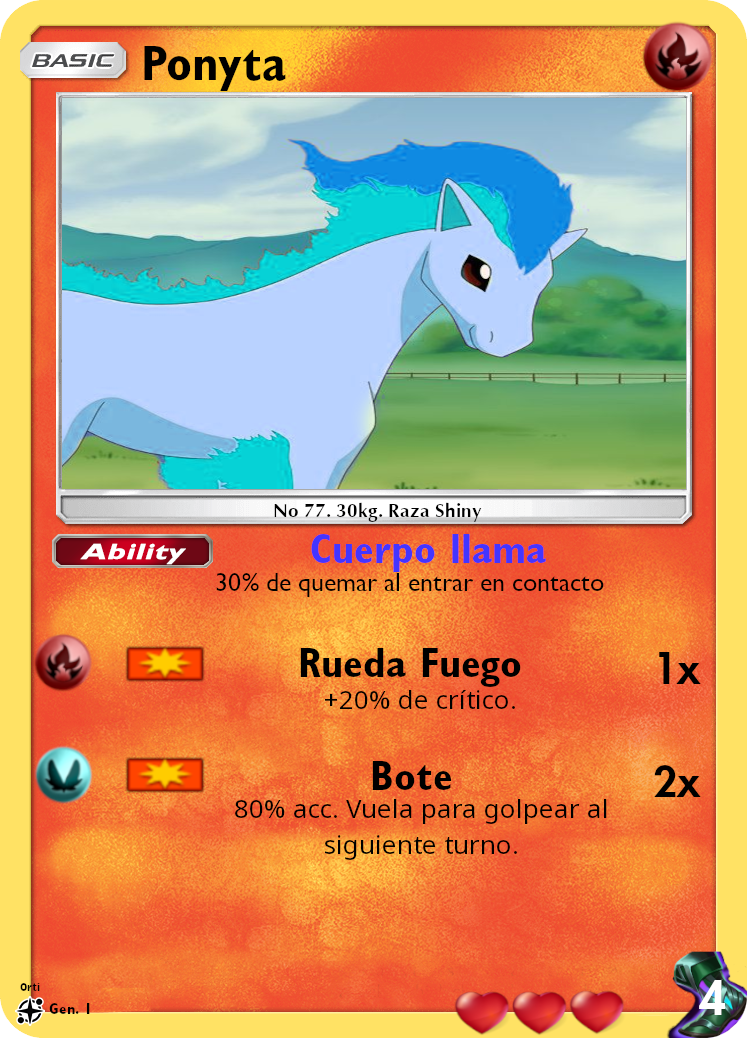 BASIC Ponyta
No 77. 30kg. Raza Shiny
Ability Cuerpo llama
30% de quemar al entrar en contacto
Rueda Fuego 1x
+20% de crítico.
Bote 2x
80% acc. Vuela para golpear al
siguiente turno.
Orti
Gen. I
4